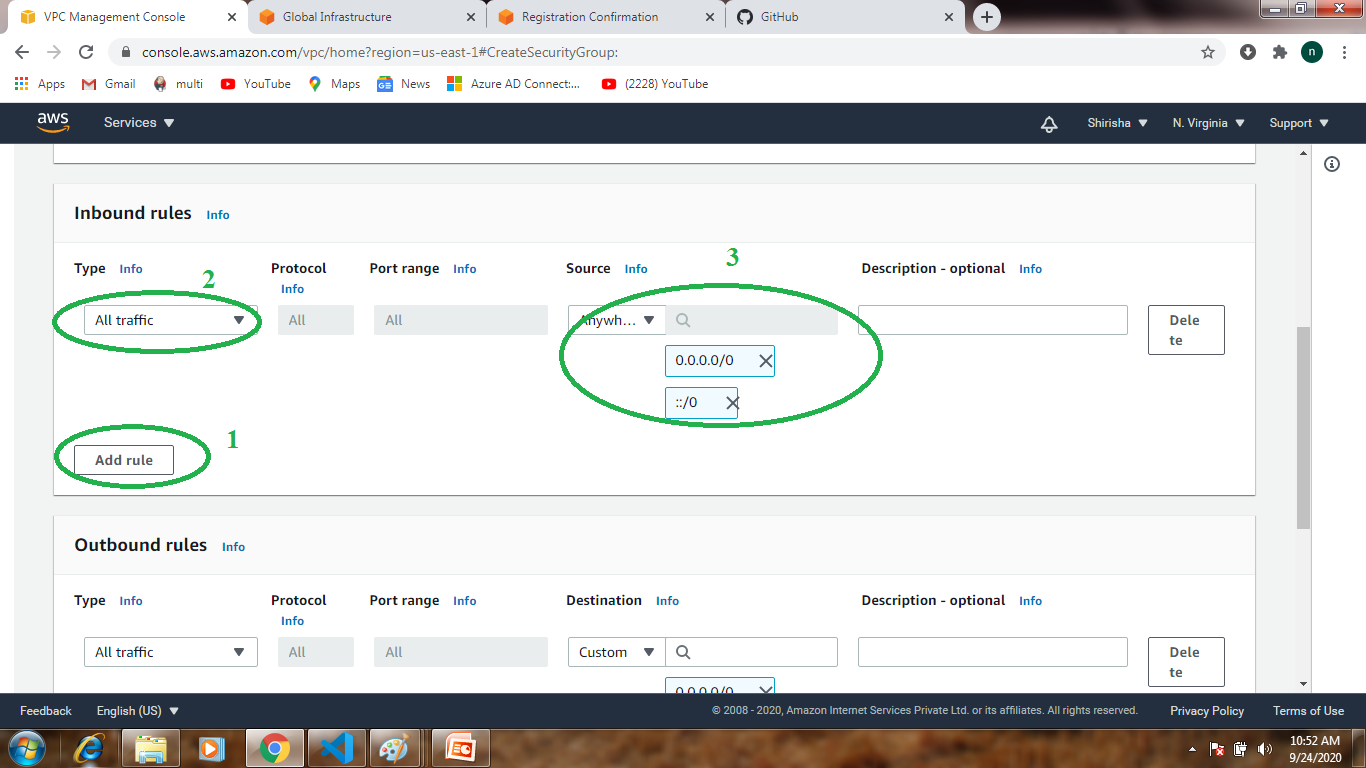 VPC Management Console
Global Infrastructure
Registration Confirmation
GitHub
console.aws.amazon.com/vpc/home?region=us-east-1#CreateSecurityGroup:
n
Apps Gmail multi YouTube Maps News Azure AD Connect:... (2228) YouTube
aws Services Shirisha N. Virginia Support
Inbound rules Info
2
3
Type Info Protocol Port range Info Source Info Description - optional Info
Info
All traffic All All Anywh... Dele
te
0.0.0.0/0
::/0
1
Add rule
Outbound rules Info
Type Info Protocol Port range Info Destination Info Description - optional Info
Info
All traffic All All Custom Dele
te
0.0.0.0/0
Feedback English (US) © 2008 - 2020, Amazon Internet Services Private Ltd. or its affiliates. All rights reserved. Privacy Policy Terms of Use
10:52 AM
9/24/2020